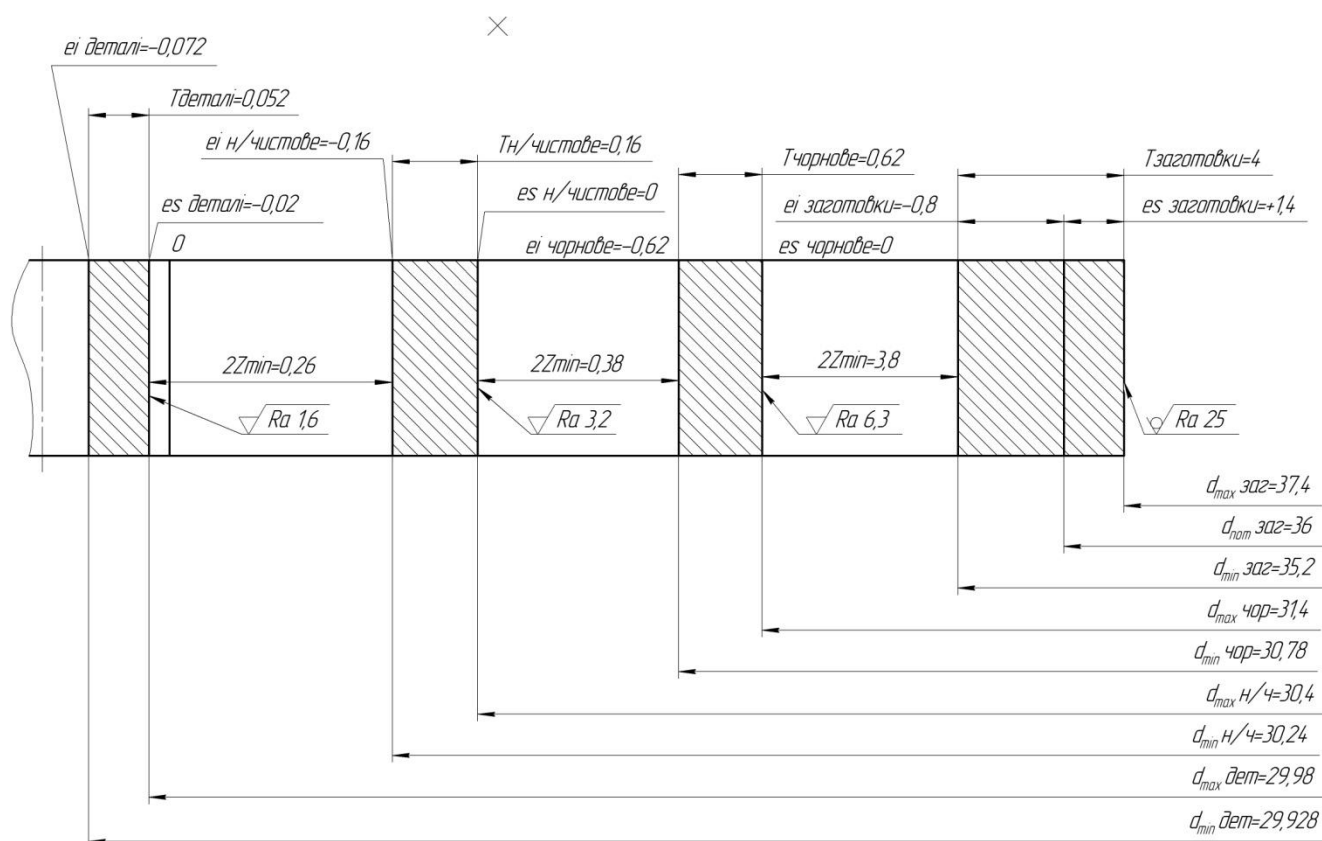 ei деталі=-0,072
Тдеталі=0,052
ei н/чистове=-0,16
Тн/чистове=0,16
Тчорнове=0,62
Тзаготовки=4
es деталі=-0,02
es н/чистове=0
ei заготовки=-0,8
es заготовки=+1,4
0
ei чорнове=-0,62
es чорнове=0
2Zmin=0,26
2Zmin=0,38
2Zmin=3,8
Ra 1,6
Ra 3,2
Ra 6,3
Ra 25
dmax заг=37,4
dnom заг=36
dmin заг=35,2
dmax чор=31,4
dmin чор=30,78
dmax н/ч=30,4
dmin н/ч=30,24
dmax дет=29,98
dmin дет=29,928